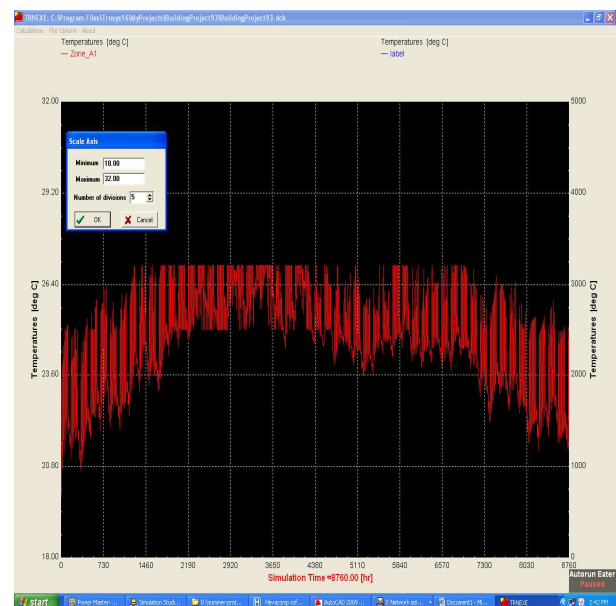 TRNEXE: C:\Program Files\Trnsys16\MyProjects\BuildingProject93\BuildingProject93.dck
Calculations Plot Options About
Temperatures [deg C]
Zone_A1
Temperatures [deg C]
label
32.00
29.20
26.40
23.60
20.80
18.00
Temperatures [deg C]
Scale Axis
Minimum 18.00
Maximum 32.00
Number of divisions 5
OK Cancel
5000
4000
3000
2000
1000
0
Temperatures [deg C]
0 730 1460 2190 2920 3650 4380 5110 5840 6570 7300 8030 8760
Simulation Time =8760.00 [hr]
Autorun Eater
Paused
start Power Master-... Simulation Studi... Hevacomp sof... AutoCAD 2009 ... Document1 - Mi... TRNEXE 2:42 PM